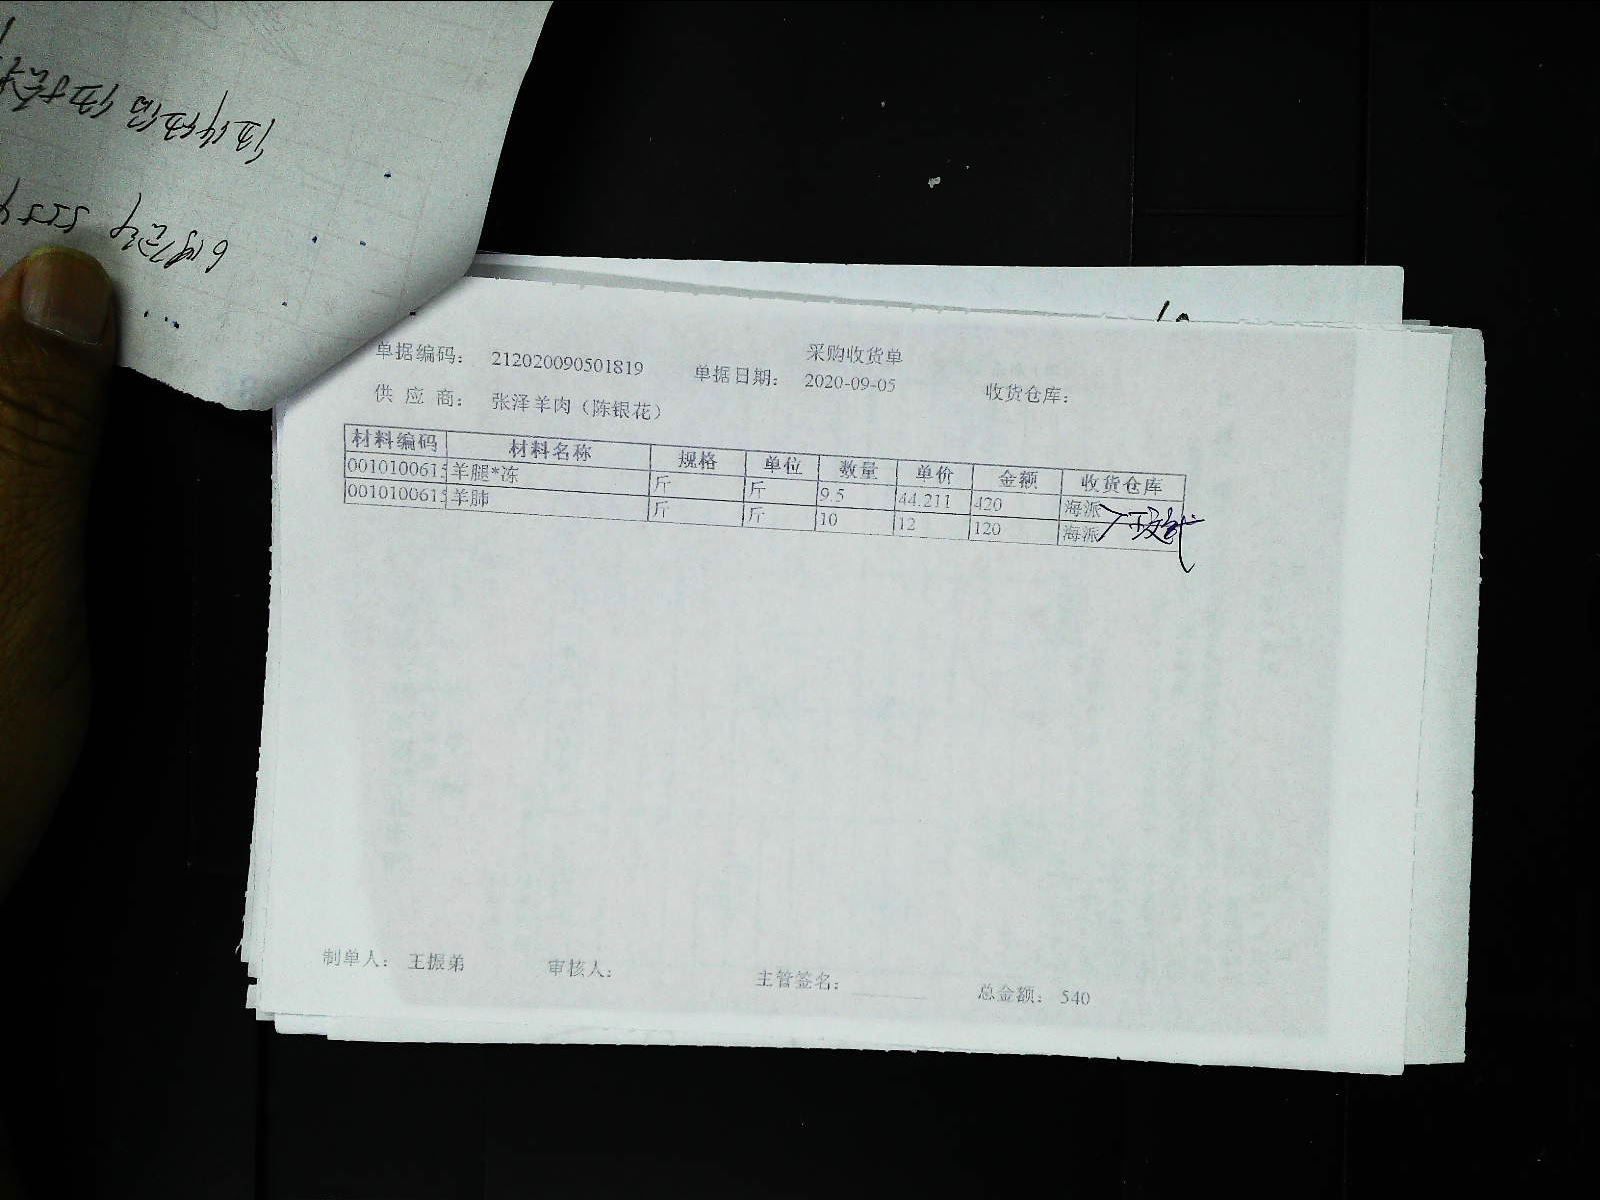 采购收货单
单据编码： 212020090501819 单据日期： 2020-09-05 收货仓库：
供 应 商： 张泽羊肉（陈银花）
材料编码 材料名称 规格 单位 数量 单价 金额 收货仓库
0010100615 羊腿*冻 斤 斤 9.5 44.211 420 海派
0010100615 羊肺 斤 斤 10 12 120 海派
制单人： 王振弟 审核人： 主管签名： 总金额： 540